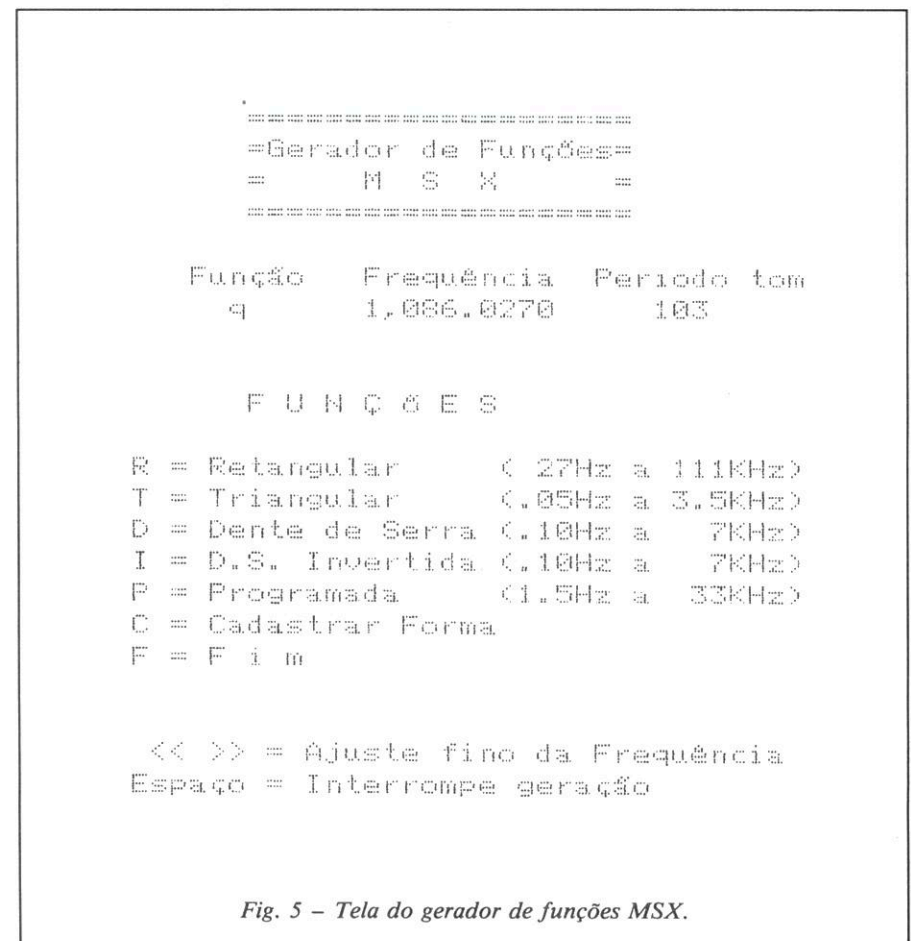 ====================
=Gerador de Funções=
= M S X =
====================
Função Frequência Periodo tom
q 1,086.0270 103
F U N Ç Õ E S
R = Retangular ( 27Hz a 111KHz)
T = Triangular (.05Hz a 3.5KHz)
D = Dente de Serra (.10Hz a 7KHz)
I = D.S. Invertida (.10Hz a 7KHz)
P = Programada (1.5Hz a 33KHz)
C = Cadastrar Forma
F = F i m
<< >> = Ajuste fino da Frequência
Espaço = Interrompe geração
Fig. 5 – Tela do gerador de funções MSX.